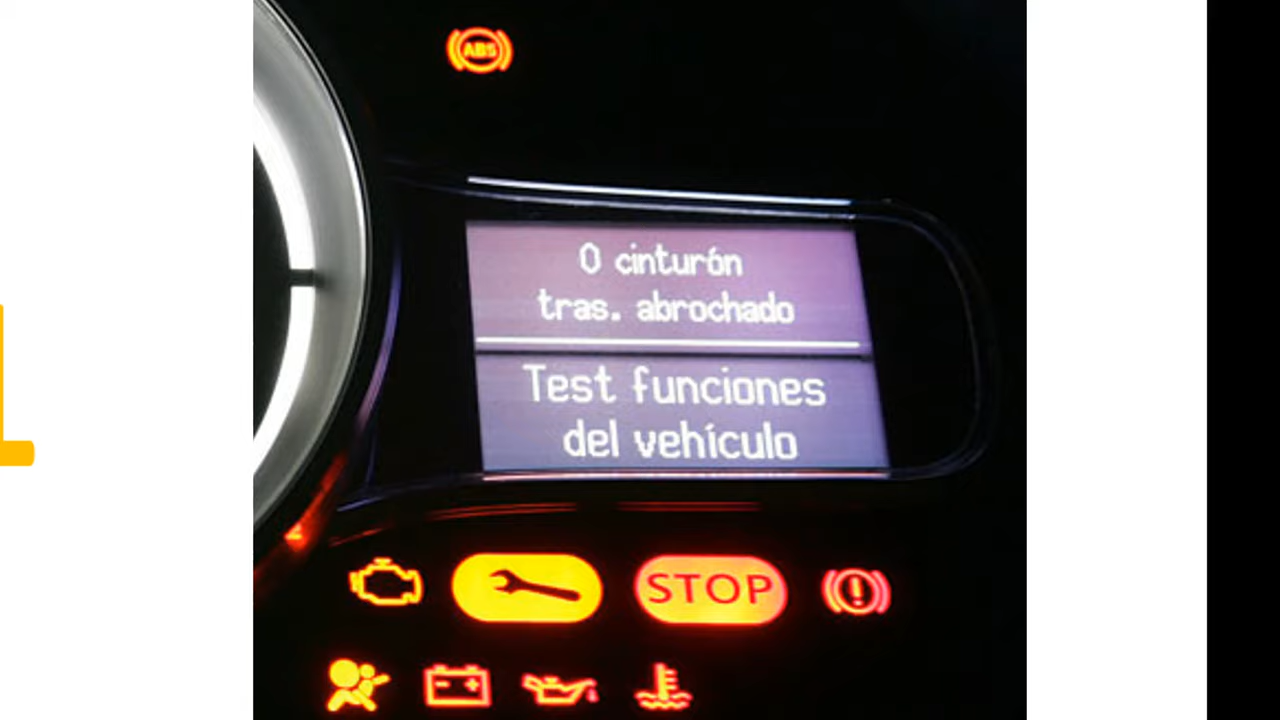 ABS
0 cinturón
tras. abrochado
Test funciones
del vehículo
STOP